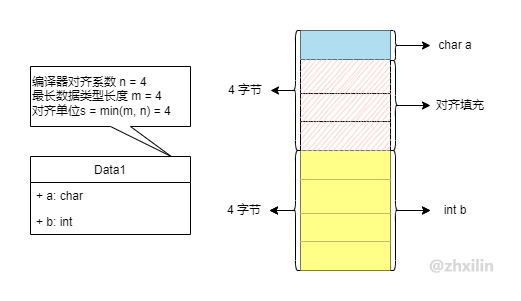 编译器对齐系数 n = 4
最长数据类型长度 m = 4
对齐单位s = min(m, n) = 4
Data1
+ a: char
+ b: int
4 字节
4 字节
char a
对齐填充
int b
@zhxilin